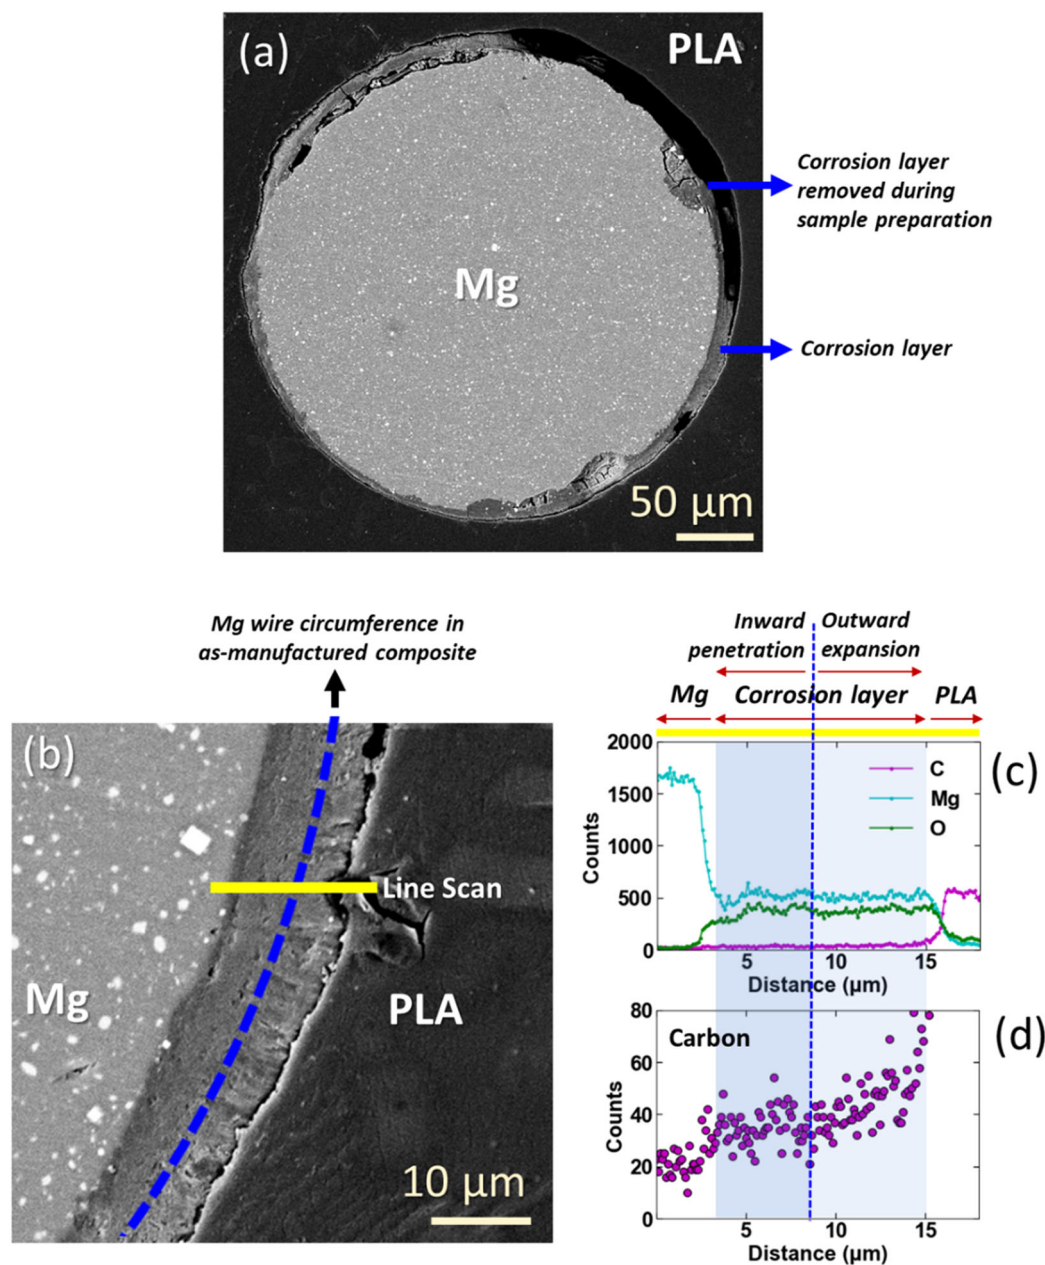 (a)
PLA
Corrosion layer
removed during
sample preparation
Mg
Corrosion layer
50 µm
Mg wire circumference in
as-manufactured composite
Inward
penetration
Outward
expansion
Mg
Corrosion layer
PLA
(b)
Line Scan
Mg
PLA
10 µm
(c)
2000
1500
1000
500
0
Counts
C
Mg
O
5
10
15
Distance (µm)
(d)
Carbon
80
60
40
20
0
Counts
5
10
15
Distance (µm)